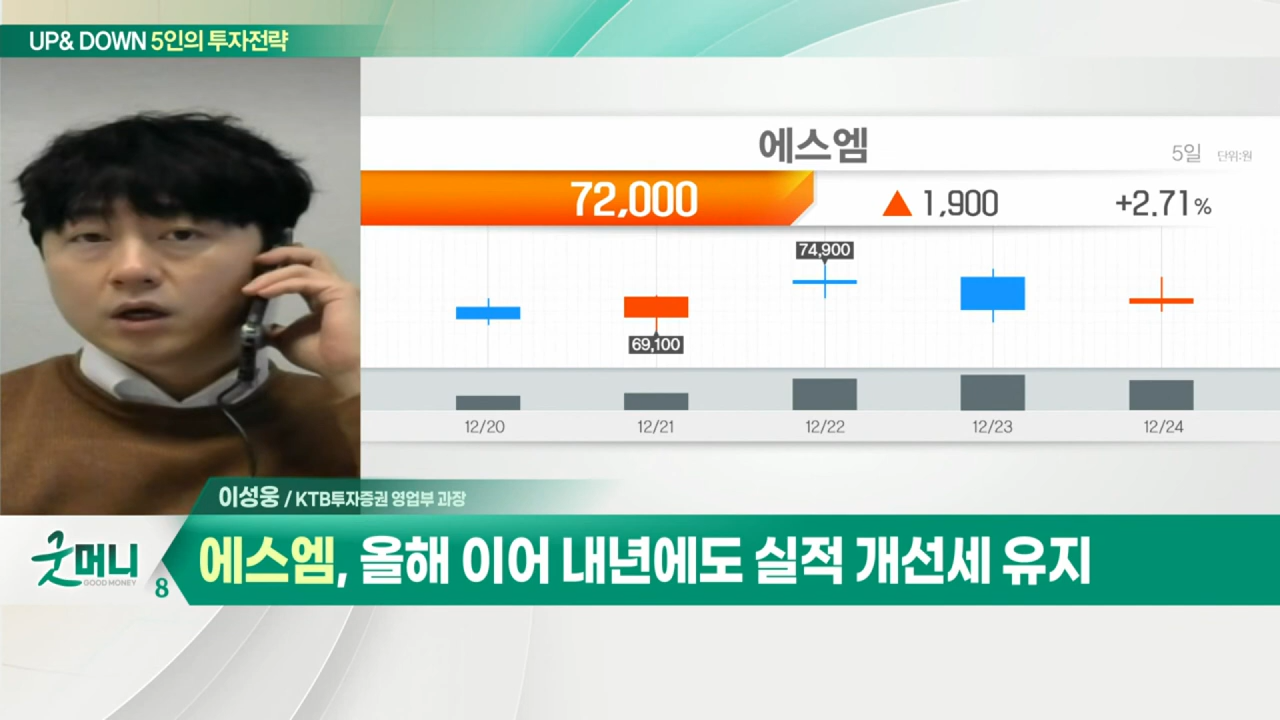 UP& DOWN 5인의 투자전략
에스엠
5일 단위:원
72,000 ▲ 1,900 +2.71%
74,900
69,100
12/20 12/21 12/22 12/23 12/24
이성웅 / KTB투자증권 영업부 과장
굿머니
GOOD MONEY
8
에스엠, 올해 이어 내년에도 실적 개선세 유지